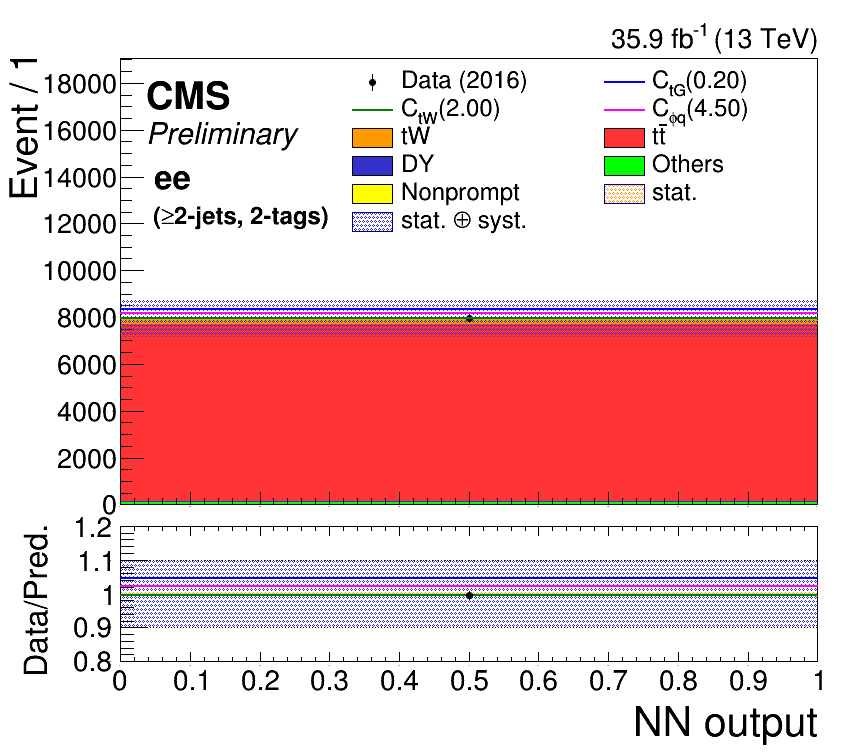 35.9 fb-1 (13 TeV)
Event / 1
18000
16000
14000
12000
10000
8000
6000
4000
2000
0
CMS
Preliminary
ee
(≥2-jets, 2-tags)
Data (2016)
CtG(0.20)
CtW(2.00)
Cϕq(4.50)
tW
tt̄
DY
Others
Nonprompt
stat.
stat. ⊕ syst.
Data/Pred.
1.2
1.1
1
0.9
0.8
0 0.1 0.2 0.3 0.4 0.5 0.6 0.7 0.8 0.9 1
NN output